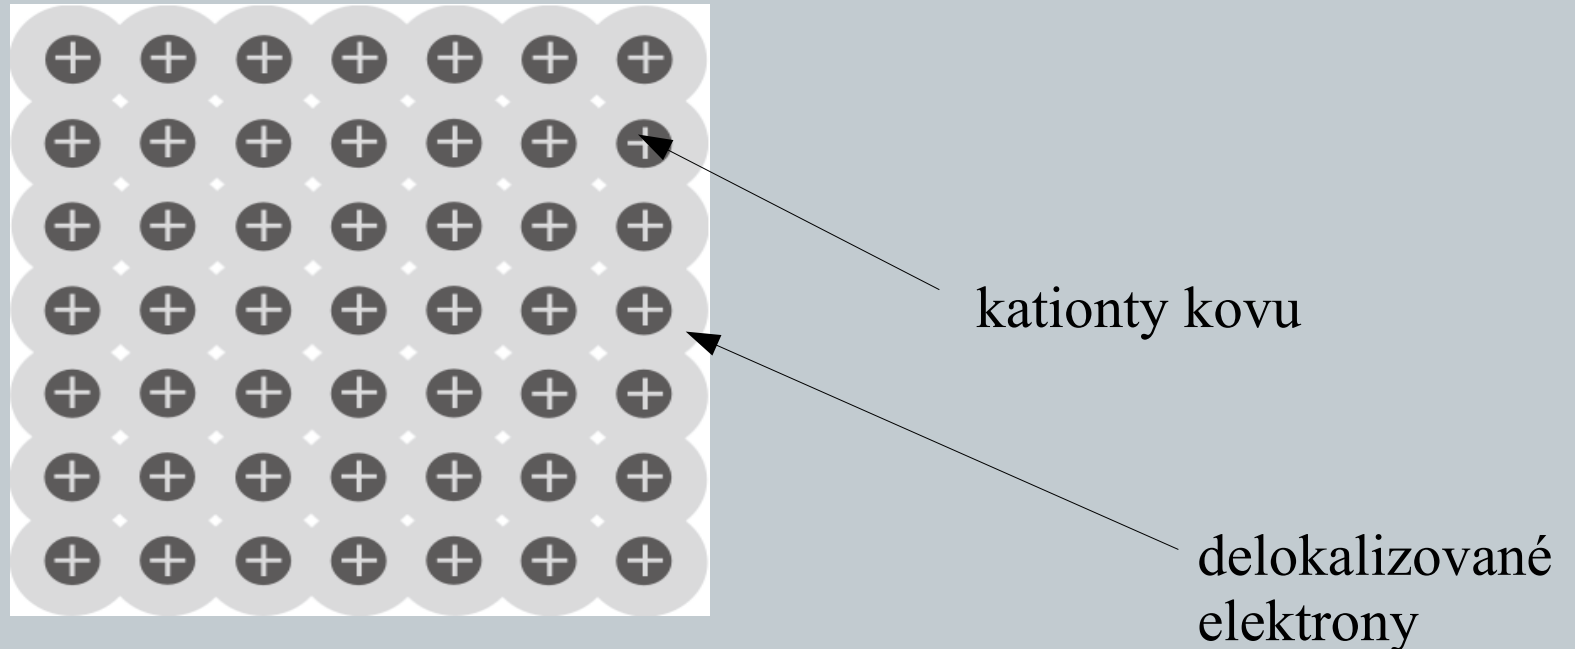 + + + + + + +
+ + + + + + +
+ + + + + + +
+ + + + + + +
+ + + + + + +
+ + + + + + +
+ + + + + + +
kationty kovu
delokalizované
elektrony